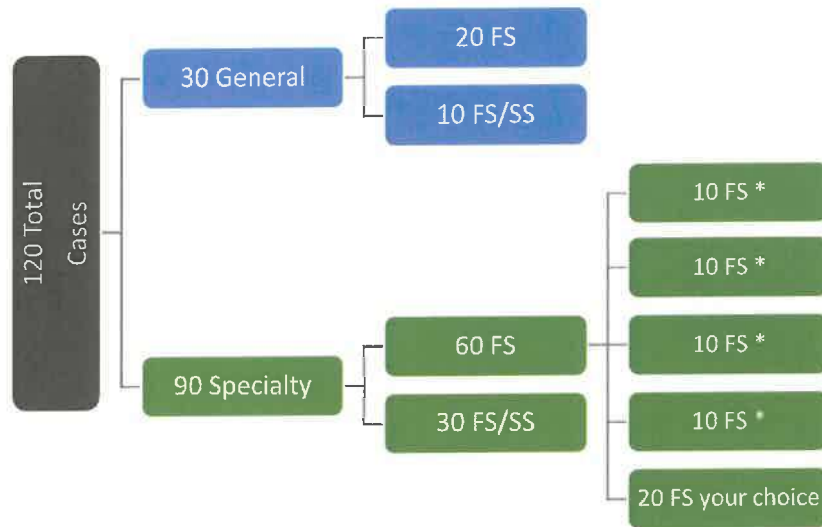 120 Total
Cases
30 General
20 FS
10 FS/SS
90 Specialty
60 FS
30 FS/SS
10 FS *
10 FS *
10 FS *
10 FS *
20 FS your choice